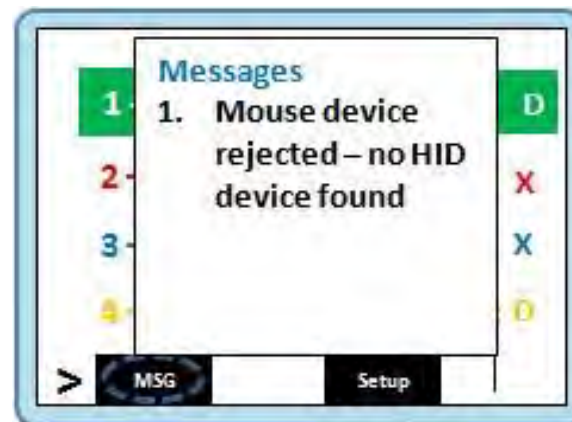 Messages
1. Mouse device
rejected – no HID
device found
1 - D
2 - X
3 - X
4 - D
> MSG Setup